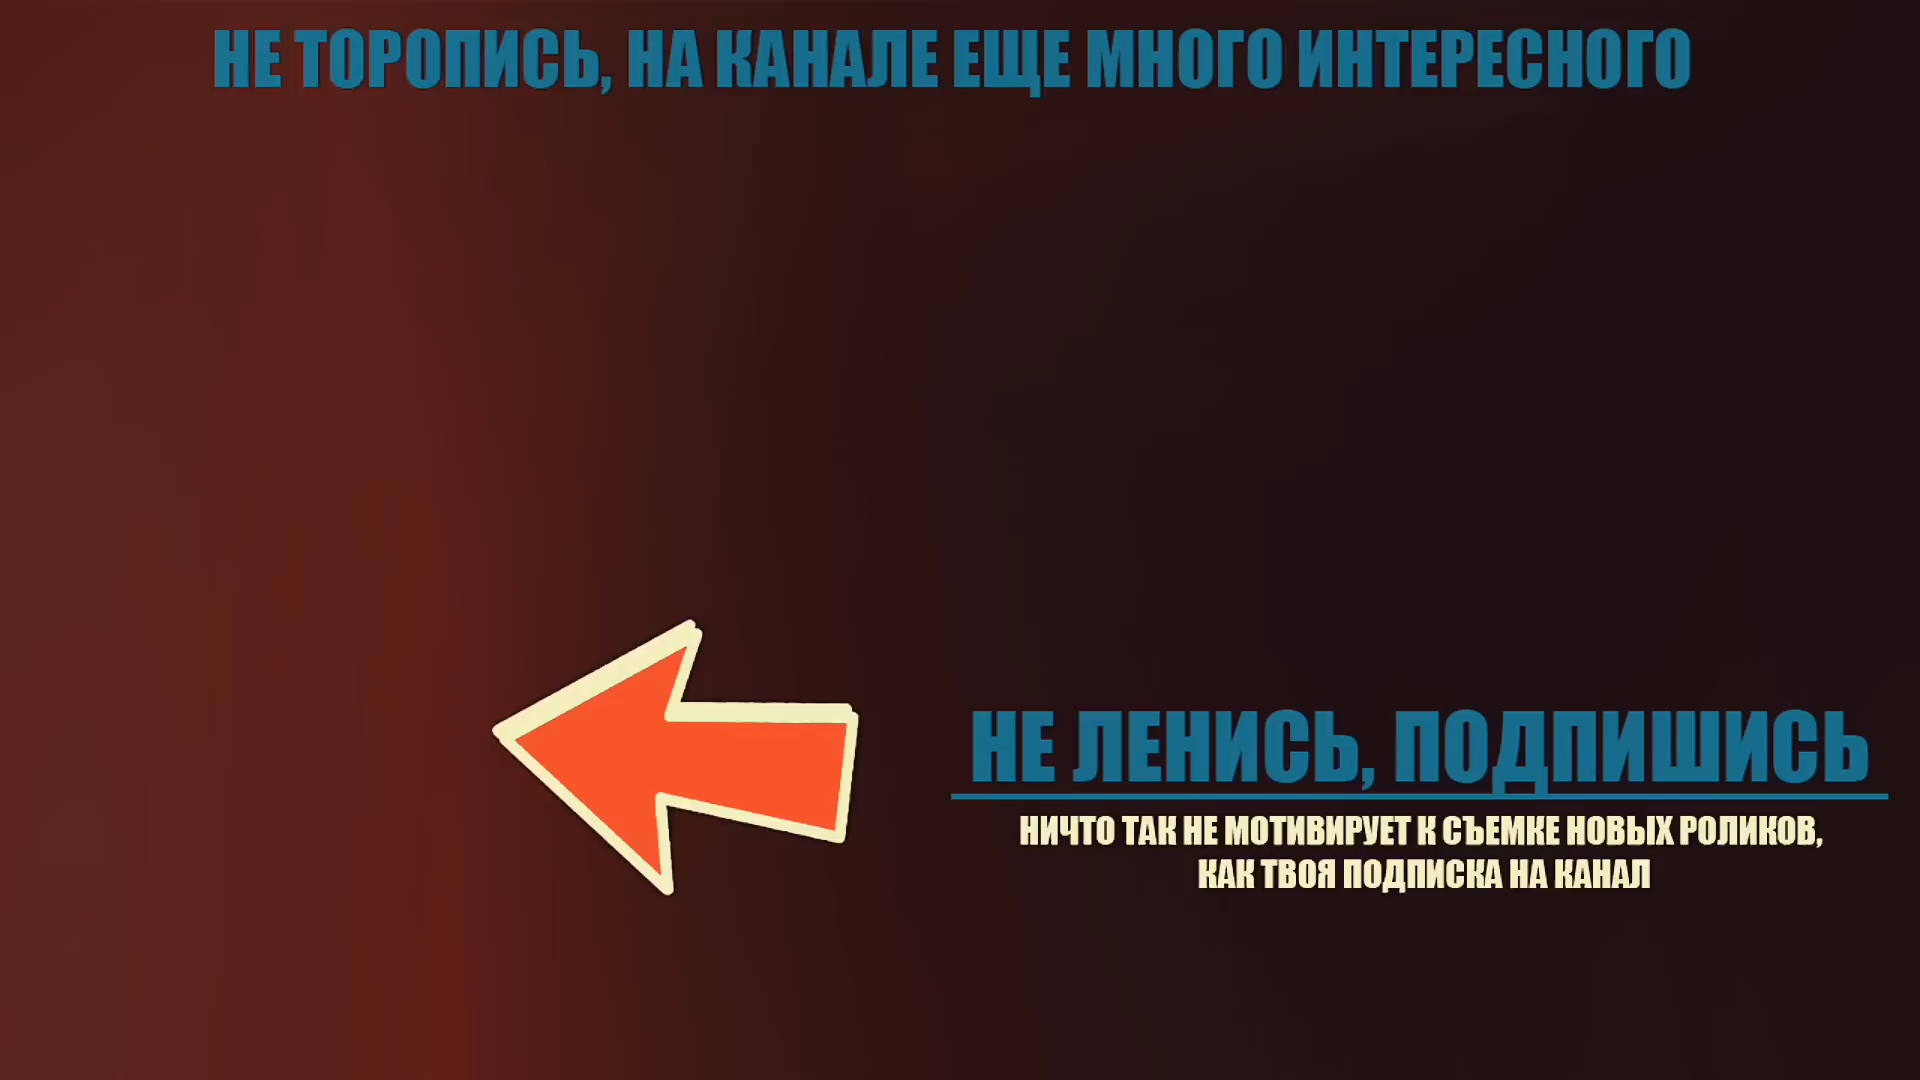 НЕ ТОРОПИСЬ, НА КАНАЛЕ ЕЩЕ МНОГО ИНТЕРЕСНОГО
НЕ ЛЕНИСЬ, ПОДПИШИСЬ
НИЧТО ТАК НЕ МОТИВИРУЕТ К СЪЕМКЕ НОВЫХ РОЛИКОВ,
КАК ТВОЯ ПОДПИСКА НА КАНАЛ